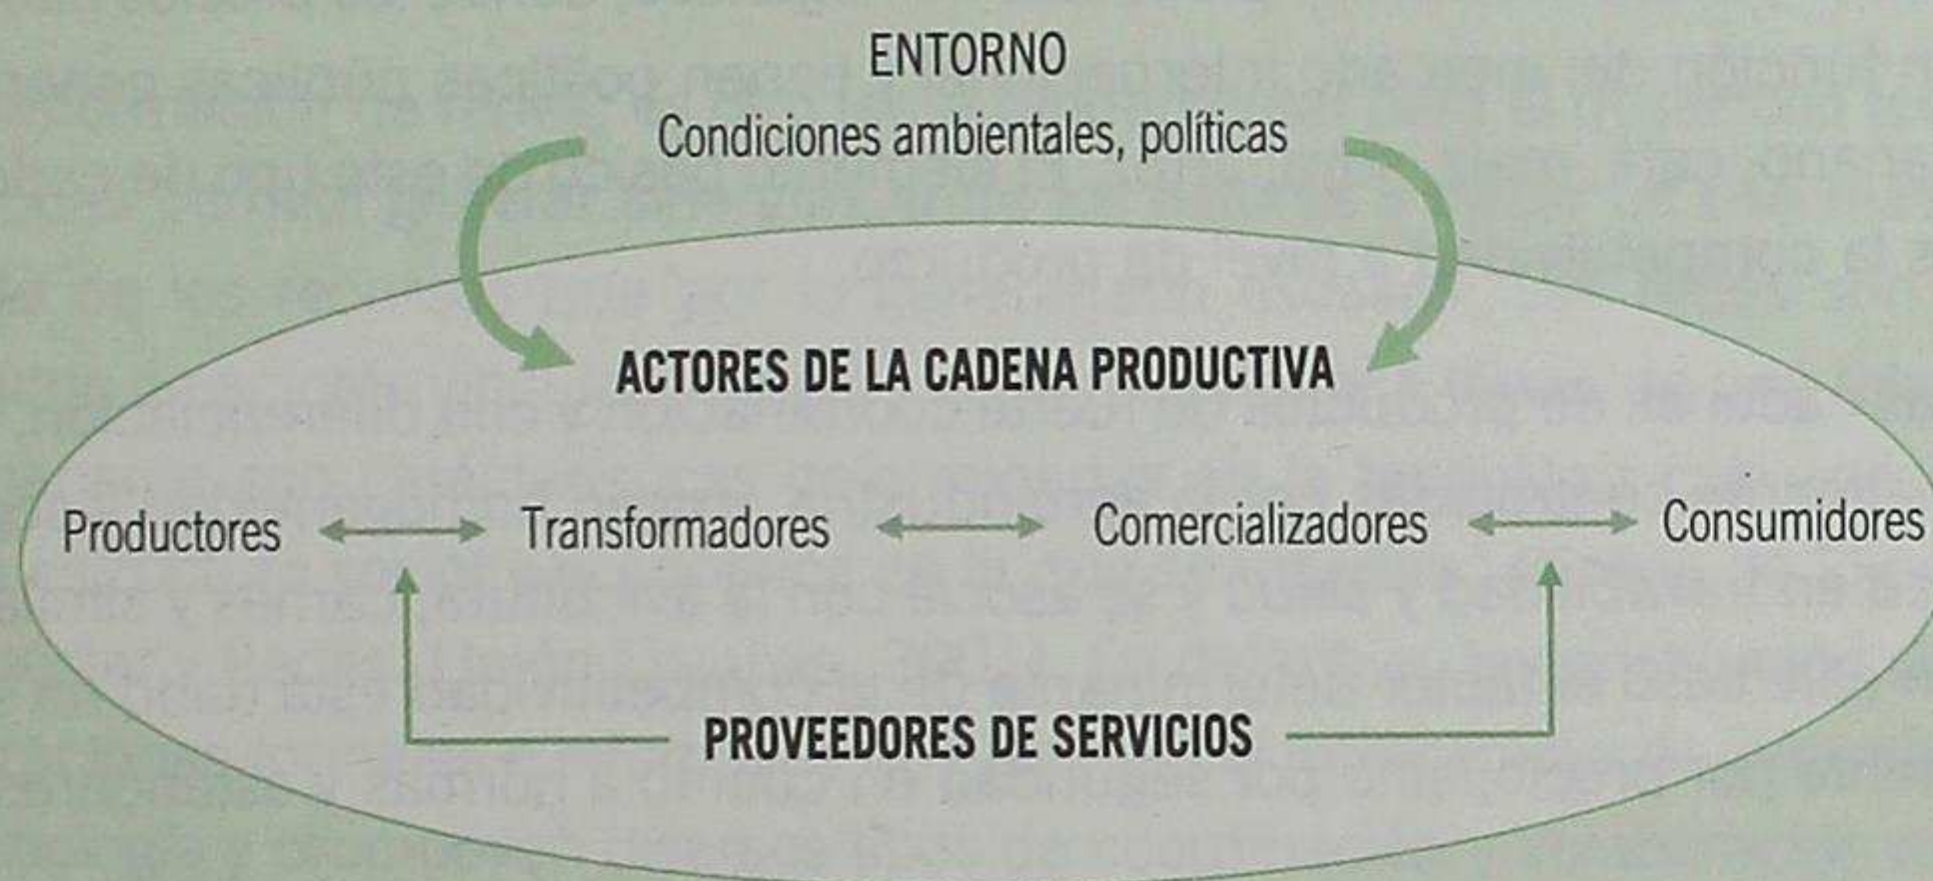 ENTORNO
Condiciones ambientales, políticas
ACTORES DE LA CADENA PRODUCTIVA
Productores Transformadores Comercializadores Consumidores
PROVEEDORES DE SERVICIOS